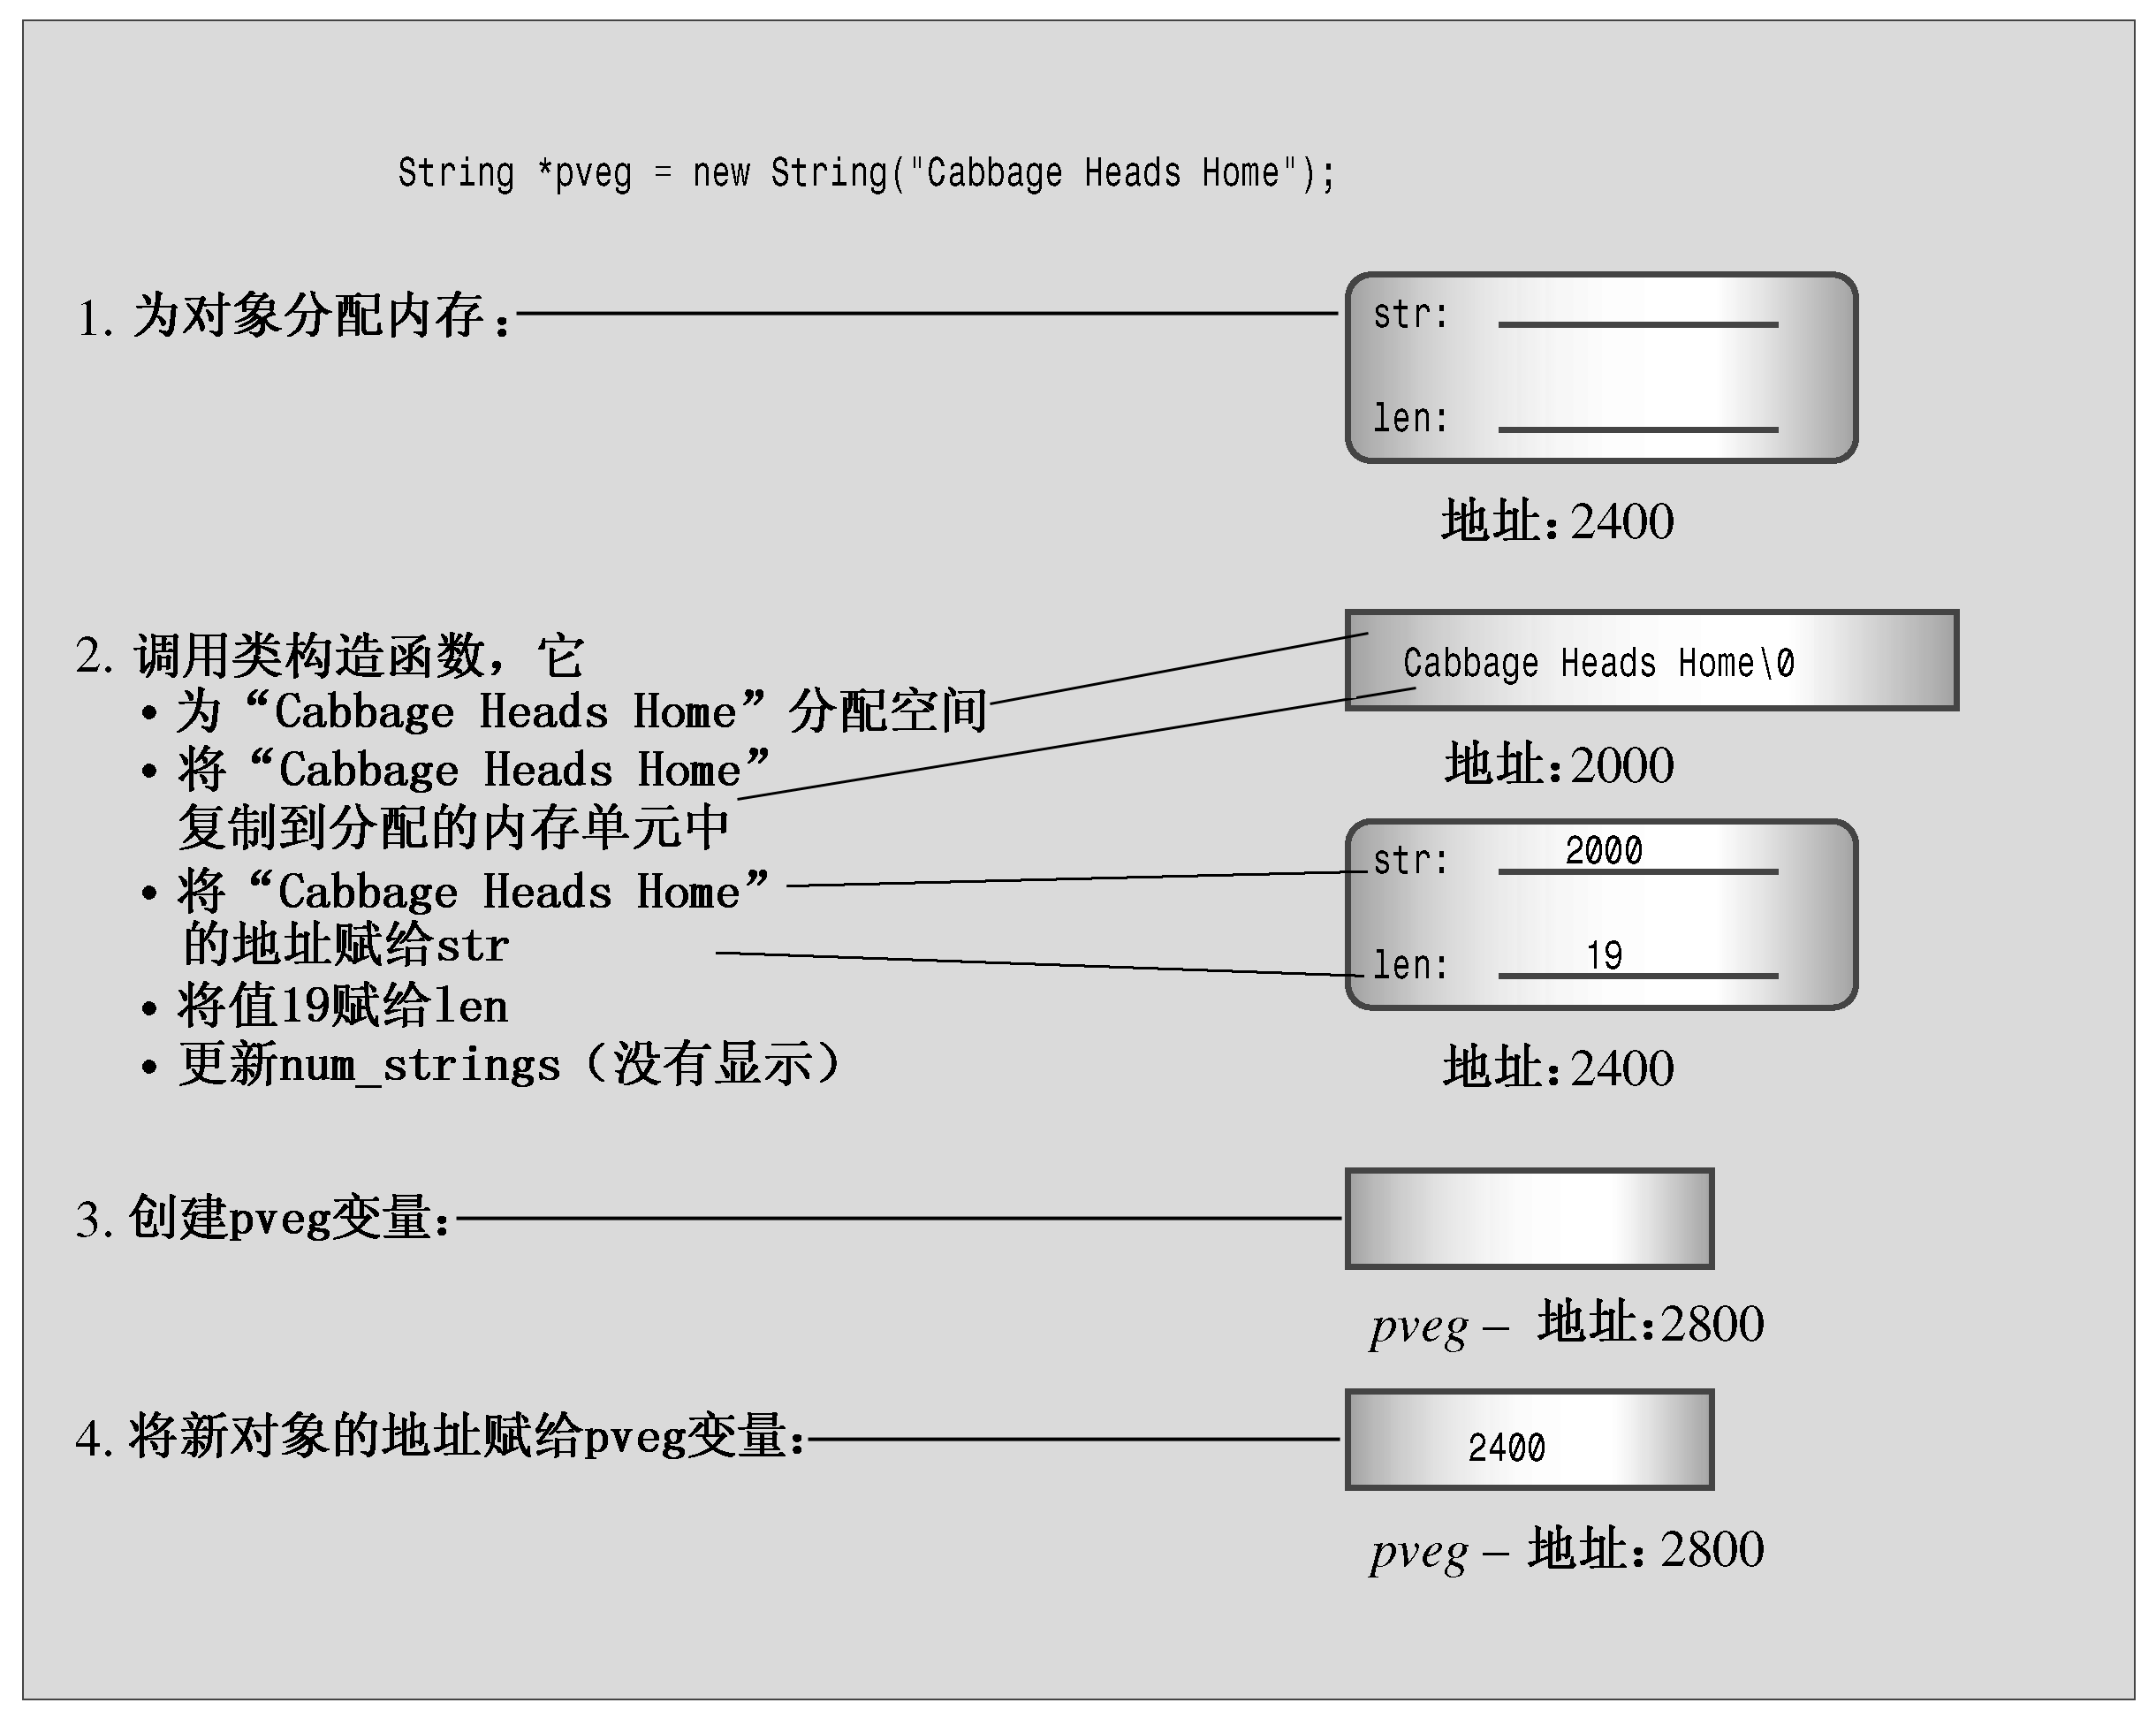 String *pveg = new String("Cabbage Heads Home");
1. 为对象分配内存：
str:
len:
地址：2400
2. 调用类构造函数，它
• 为“Cabbage Heads Home”分配空间
• 将“Cabbage Heads Home”
复制到分配的内存单元中
• 将“Cabbage Heads Home”
的地址赋给str
• 将值19赋给len
• 更新num_strings（没有显示）
Cabbage Heads Home\0
地址：2000
str: 2000
len: 19
地址：2400
3. 创建pveg变量：
pveg – 地址：2800
4. 将新对象的地址赋给pveg变量：
2400
pveg – 地址：2800